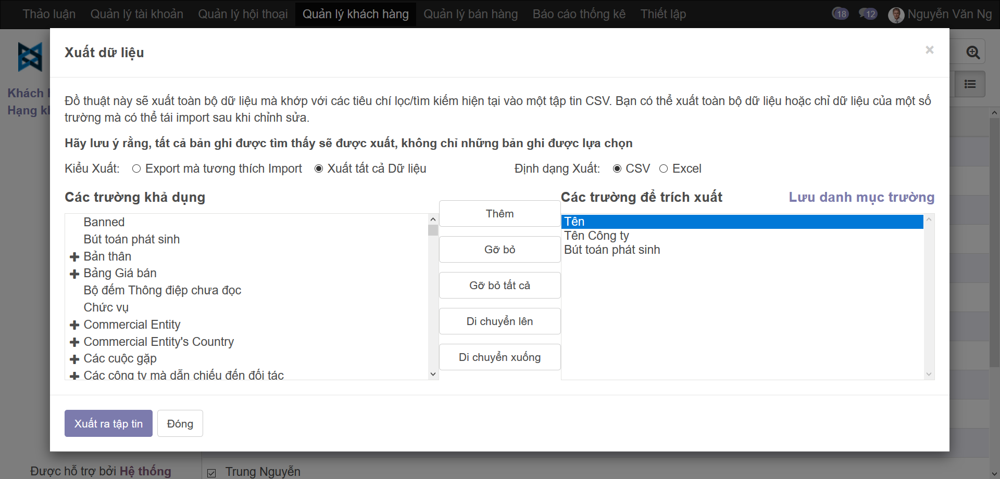 Thảo luận Quản lý tài khoản Quản lý hội thoại Quản lý khách hàng Quản lý bán hàng Báo cáo thống kê Thiết lập 18 12 Nguyễn Văn Ng
Khách
Hạng
Xuất dữ liệu ×
Đồ thuật này sẽ xuất toàn bộ dữ liệu mà khớp với các tiêu chí lọc/tìm kiếm hiện tại vào một tập tin CSV. Bạn có thể xuất toàn bộ dữ liệu hoặc chỉ dữ liệu của một số
trường mà có thể tái import sau khi chỉnh sửa.
Hãy lưu ý rằng, tất cả bản ghi được tìm thấy sẽ được xuất, không chỉ những bản ghi được lựa chọn
Kiểu Xuất: Export mà tương thích Import Xuất tất cả Dữ liệu Định dạng Xuất: CSV Excel
Các trường khả dụng
Banned
Bút toán phát sinh
Bản thân
Bảng Giá bán
Bộ đếm Thông điệp chưa đọc
Chức vụ
Commercial Entity
Commercial Entity's Country
Các cuộc gặp
Các công ty mà dẫn chiếu đến đối tác
Thêm
Gỡ bỏ
Gỡ bỏ tất cả
Di chuyển lên
Di chuyển xuống
Các trường để trích xuất Lưu danh mục trường
Tên
Tên Công ty
Bút toán phát sinh
Xuất ra tập tin Đóng
Được hỗ trợ bởi Hệ thống
Trung Nguyễn